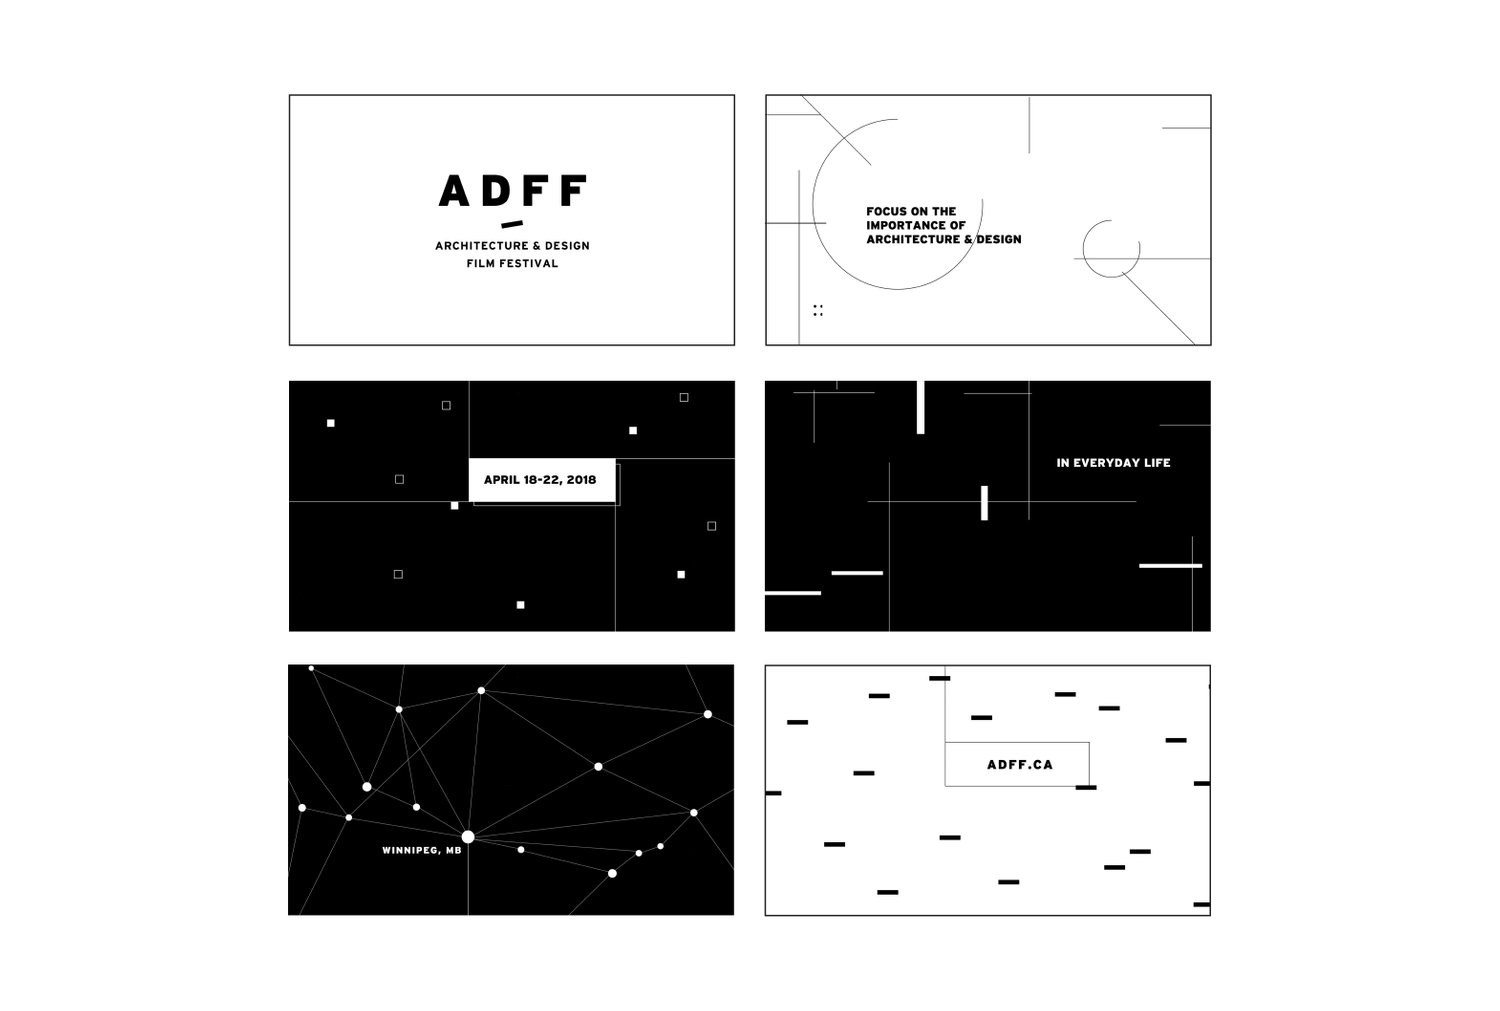 ADFF
ARCHITECTURE & DESIGN
FILM FESTIVAL
FOCUS ON THE
IMPORTANCE OF
ARCHITECTURE & DESIGN
APRIL 18-22, 2018
IN EVERYDAY LIFE
WINNIPEG, MB
ADFF.CA